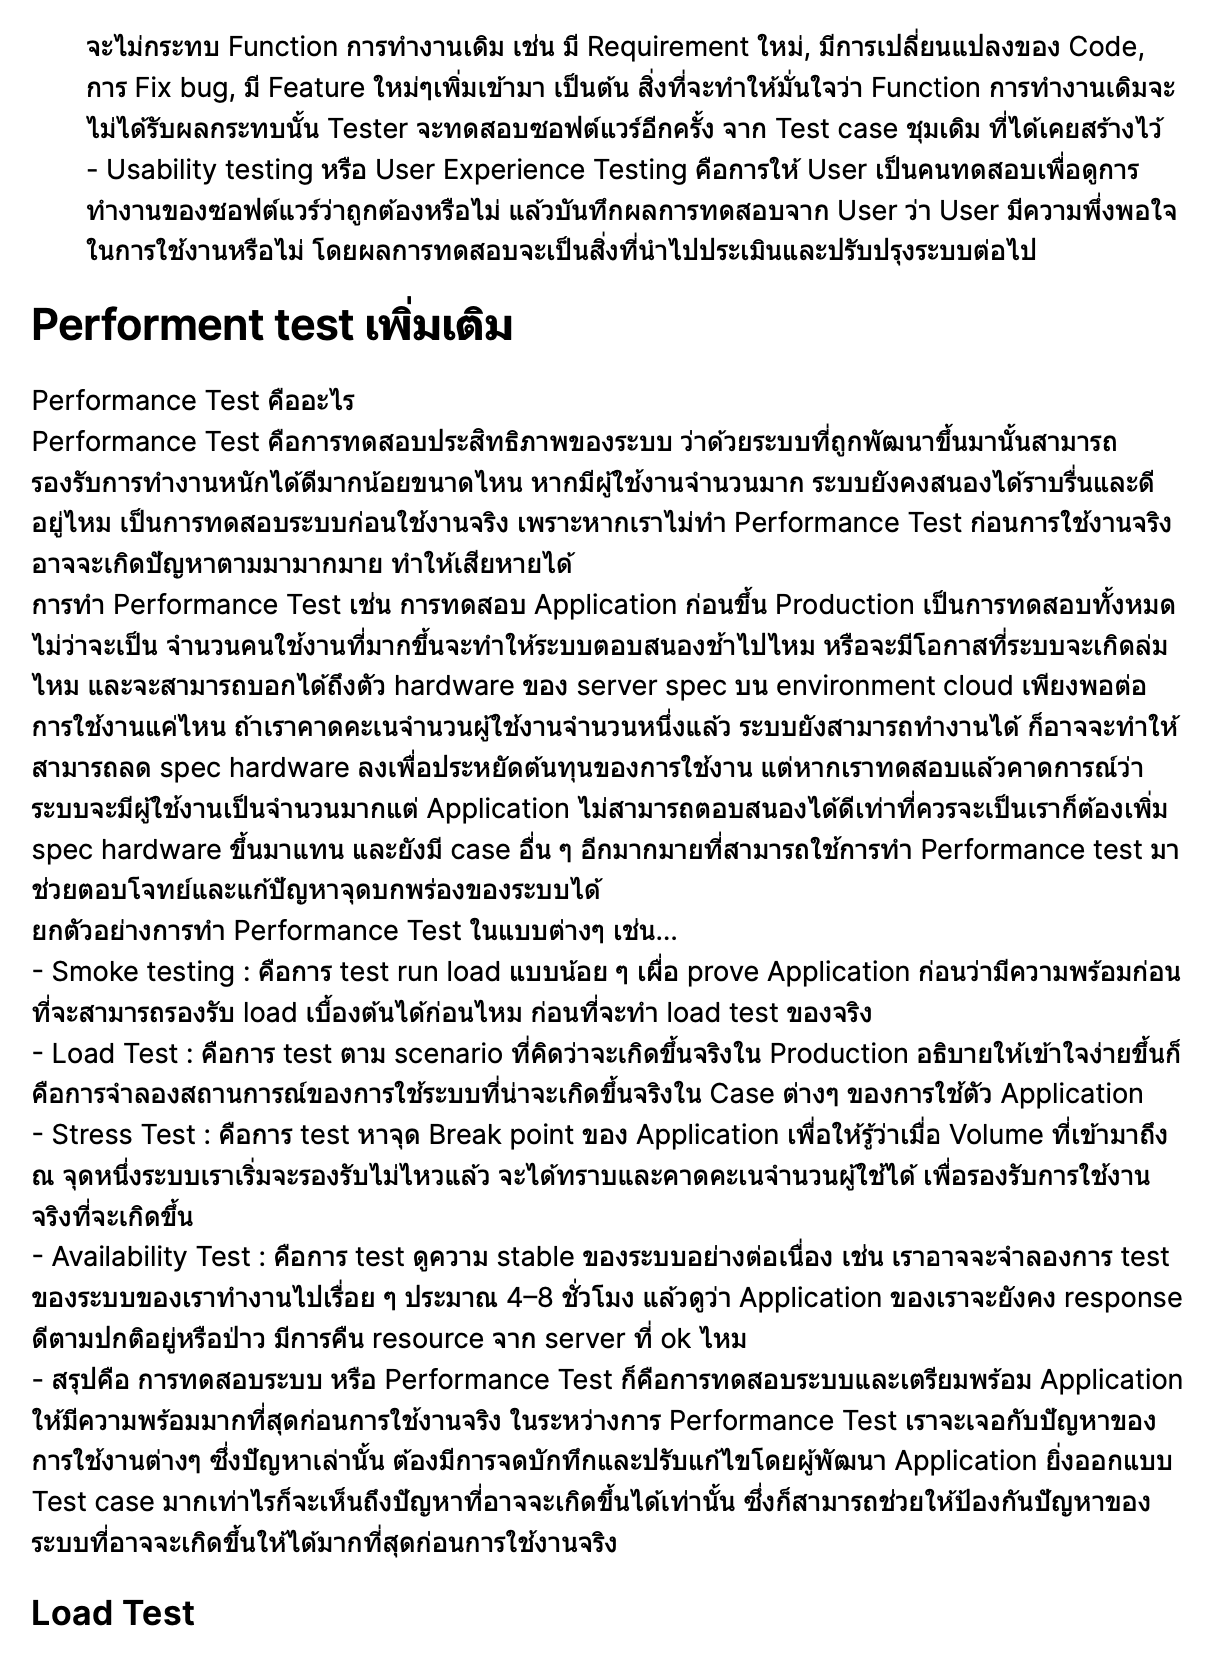 จะไม่กระทบ Function การทำงานเดิม เช่น มี Requirement ใหม่, มีการเปลี่ยนแปลงของ Code,
การ Fix bug, มี Feature ใหม่ๆเพิ่มเข้ามา เป็นต้น สิ่งที่จะทำให้มั่นใจว่า Function การทำงานเดิมจะ
ไม่ได้รับผลกระทบนั้น Tester จะทดสอบซอฟต์แวร์อีกครั้ง จาก Test case ชุมเดิม ที่ได้เคยสร้างไว้
- Usability testing หรือ User Experience Testing คือการให้ User เป็นคนทดสอบเพื่อดูการ
ทำงานของซอฟต์แวร์ว่าถูกต้องหรือไม่ แล้วบันทึกผลการทดสอบจาก User ว่า User มีความพึ่งพอใจ
ในการใช้งานหรือไม่ โดยผลการทดสอบจะเป็นสิ่งที่นำไปประเมินและปรับปรุงระบบต่อไป
Performent test เพิ่มเติม
Performance Test คืออะไร
Performance Test คือการทดสอบประสิทธิภาพของระบบ ว่าด้วยระบบที่ถูกพัฒนาขึ้นมานั้นสามารถ
รองรับการทำงานหนักได้ดีมากน้อยขนาดไหน หากมีผู้ใช้งานจำนวนมาก ระบบยังคงสนองได้ราบรื่นและดี
อยู่ไหม เป็นการทดสอบระบบก่อนใช้งานจริง เพราะหากเราไม่ทำ Performance Test ก่อนการใช้งานจริง
อาจจะเกิดปัญหาตามมามากมาย ทำให้เสียหายได้
การทำ Performance Test เช่น การทดสอบ Application ก่อนขึ้น Production เป็นการทดสอบทั้งหมด
ไม่ว่าจะเป็น จำนวนคนใช้งานที่มากขึ้นจะทำให้ระบบตอบสนองช้าไปไหม หรือจะมีโอกาสที่ระบบจะเกิดล่ม
ไหม และจะสามารถบอกได้ถึงตัว hardware ของ server spec บน environment cloud เพียงพอต่อ
การใช้งานแค่ไหน ถ้าเราคาดคะเนจำนวนผู้ใช้งานจำนวนหนึ่งแล้ว ระบบยังสามารถทำงานได้ ก็อาจจะทำให้
สามารถลด spec hardware ลงเพื่อประหยัดต้นทุนของการใช้งาน แต่หากเราทดสอบแล้วคาดการณ์ว่า
ระบบจะมีผู้ใช้งานเป็นจำนวนมากแต่ Application ไม่สามารถตอบสนองได้ดีเท่าที่ควรจะเป็นเราก็ต้องเพิ่ม
spec hardware ขึ้นมาแทน และยังมี case อื่น ๆ อีกมากมายที่สามารถใช้การทำ Performance test มา
ช่วยตอบโจทย์และแก้ปัญหาจุดบกพร่องของระบบได้
ยกตัวอย่างการทำ Performance Test ในแบบต่างๆ เช่น…
- Smoke testing : คือการ test run load แบบน้อย ๆ เผื่อ prove Application ก่อนว่ามีความพร้อมก่อน
ที่จะสามารถรองรับ load เบื้องต้นได้ก่อนไหม ก่อนที่จะทำ load test ของจริง
- Load Test : คือการ test ตาม scenario ที่คิดว่าจะเกิดขึ้นจริงใน Production อธิบายให้เข้าใจง่ายขึ้นก็
คือการจำลองสถานการณ์ของการใช้ระบบที่น่าจะเกิดขึ้นจริงใน Case ต่างๆ ของการใช้ตัว Application
- Stress Test : คือการ test หาจุด Break point ของ Application เพื่อให้รู้ว่าเมื่อ Volume ที่เข้ามาถึง
ณ จุดหนึ่งระบบเราเริ่มจะรองรับไม่ไหวแล้ว จะได้ทราบและคาดคะเนจำนวนผู้ใช้ได้ เพื่อรองรับการใช้งาน
จริงที่จะเกิดขึ้น
- Availability Test : คือการ test ดูความ stable ของระบบอย่างต่อเนื่อง เช่น เราอาจจะจำลองการ test
ของระบบของเราทำงานไปเรื่อย ๆ ประมาณ 4–8 ชั่วโมง แล้วดูว่า Application ของเราจะยังคง response
ดีตามปกติอยู่หรือป่าว มีการคืน resource จาก server ที่ ok ไหม
- สรุปคือ การทดสอบระบบ หรือ Performance Test ก็คือการทดสอบระบบและเตรียมพร้อม Application
ให้มีความพร้อมมากที่สุดก่อนการใช้งานจริง ในระหว่างการ Performance Test เราจะเจอกับปัญหาของ
การใช้งานต่างๆ ซึ่งปัญหาเล่านั้น ต้องมีการจดบักทึกและปรับแก้ไขโดยผู้พัฒนา Application ยิ่งออกแบบ
Test case มากเท่าไรก็จะเห็นถึงปัญหาที่อาจจะเกิดขึ้นได้เท่านั้น ซึ่งก็สามารถช่วยให้ป้องกันปัญหาของ
ระบบที่อาจจะเกิดขึ้นให้ได้มากที่สุดก่อนการใช้งานจริง
Load Test